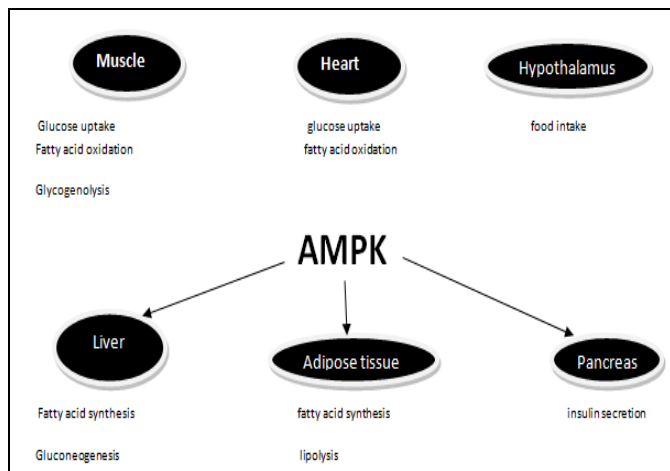 Muscle
Heart
Hypothalamus
Glucose uptake
glucose uptake
food intake
Fatty acid oxidation
fatty acid oxidation
Glycogenolysis
AMPK
Liver
Adipose tissue
Pancreas
Fatty acid synthesis
fatty acid synthesis
insulin secretion
Gluconeogenesis
lipolysis